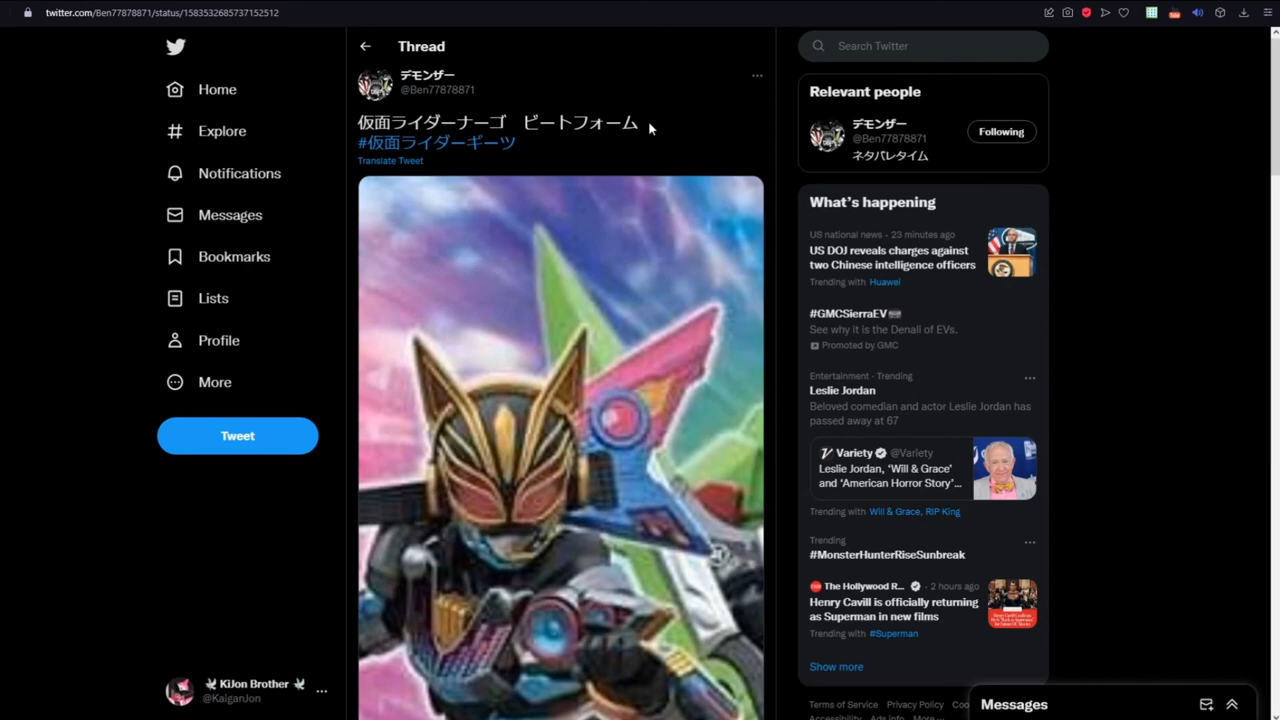 twitter.com/Ben77878871/status/1583532685737152512
Home
Explore
Notifications
Messages
Bookmarks
Lists
Profile
More
Tweet
KiJon Brother
@KaiganJon
Thread
デモンザー
@Ben77878871
仮面ライダーナーゴ　ビートフォーム
#仮面ライダーギーツ
Translate Tweet
Search Twitter
Relevant people
デモンザー
@Ben77878871
Following
ネタバレタイム
What's happening
US national news · 23 minutes ago
US DOJ reveals charges against
two Chinese intelligence officers
Trending with Huawei
#GMCSierraEV
See why it is the Denali of EVs.
Promoted by GMC
Entertainment · Trending
Leslie Jordan
Beloved comedian and actor Leslie Jordan has
passed away at 67
Variety @Variety
Leslie Jordan, 'Will & Grace'
and 'American Horror Story'...
Trending with Will & Grace, RIP King
Trending
#MonsterHunterRiseSunbreak
The Hollywood R... · 2 hours ago
Henry Cavill is officially returning
as Superman in new films
Trending with #Superman
Show more
Terms of Service Privacy Policy Coo
Messages